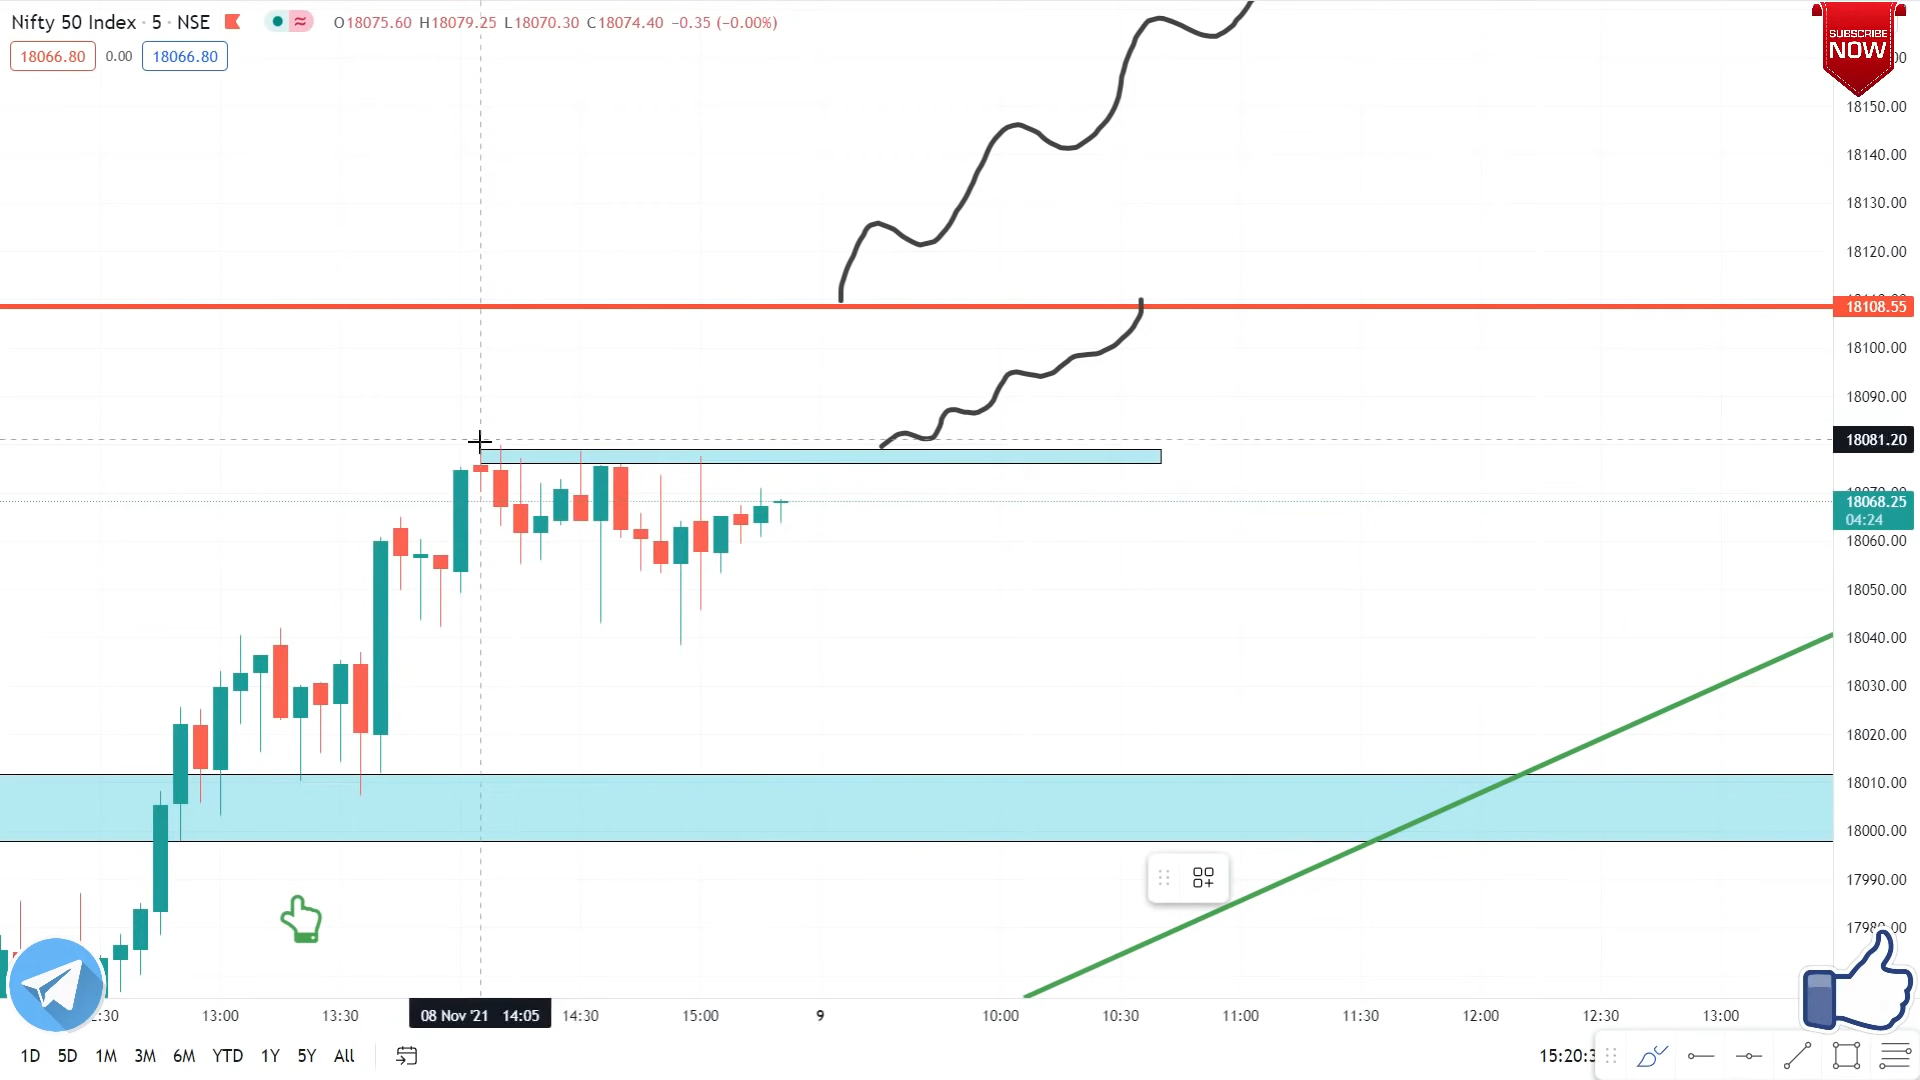 Nifty 50 Index · 5 · NSE
O18075.60 H18079.25 L18070.30 C18074.40 −0.35 (−0.00%)
18066.80 0.00 18066.80
SUBSCRIBE
NOW
18150.00
18140.00
18130.00
18120.00
18108.55
18100.00
18090.00
18081.20
18068.25
04:24
18060.00
18050.00
18040.00
18030.00
18020.00
18010.00
18000.00
17990.00
13:00 13:30 08 Nov '21 14:05 14:30 15:00 9 10:00 10:30 11:00 11:30 12:00 12:30 13:00
1D 5D 1M 3M 6M YTD 1Y 5Y All